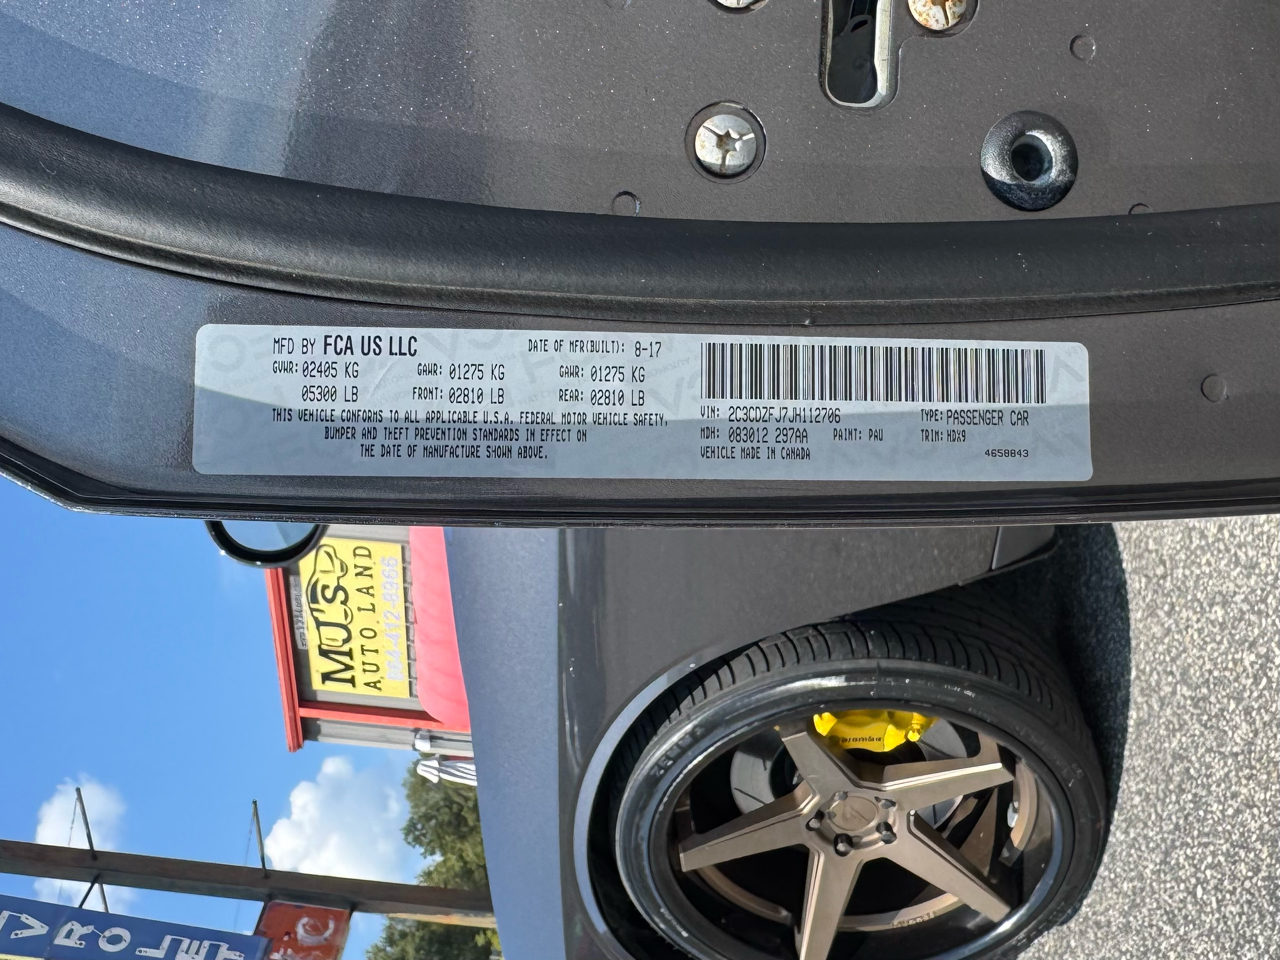 MFD BY FCA US LLC
DATE OF MFR(BUILT): 8-17
GVWR: 02405 KG
GAWR: 01275 KG
GAWR: 01275 KG
05300 LB
FRONT: 02810 LB
REAR: 02810 LB
THIS VEHICLE CONFORMS TO ALL APPLICABLE U.S.A. FEDERAL MOTOR VEHICLE SAFETY,
BUMPER AND THEFT PREVENTION STANDARDS IN EFFECT ON
THE DATE OF MANUFACTURE SHOWN ABOVE.
VIN: 2C3CDZFJ7JH112706
TYPE: PASSENGER CAR
MDH: 083012 297AA
PAINT: PAU
TRIM: HDX9
VEHICLE MADE IN CANADA
4658843
MJ'S
AUTO LAND
VROLET